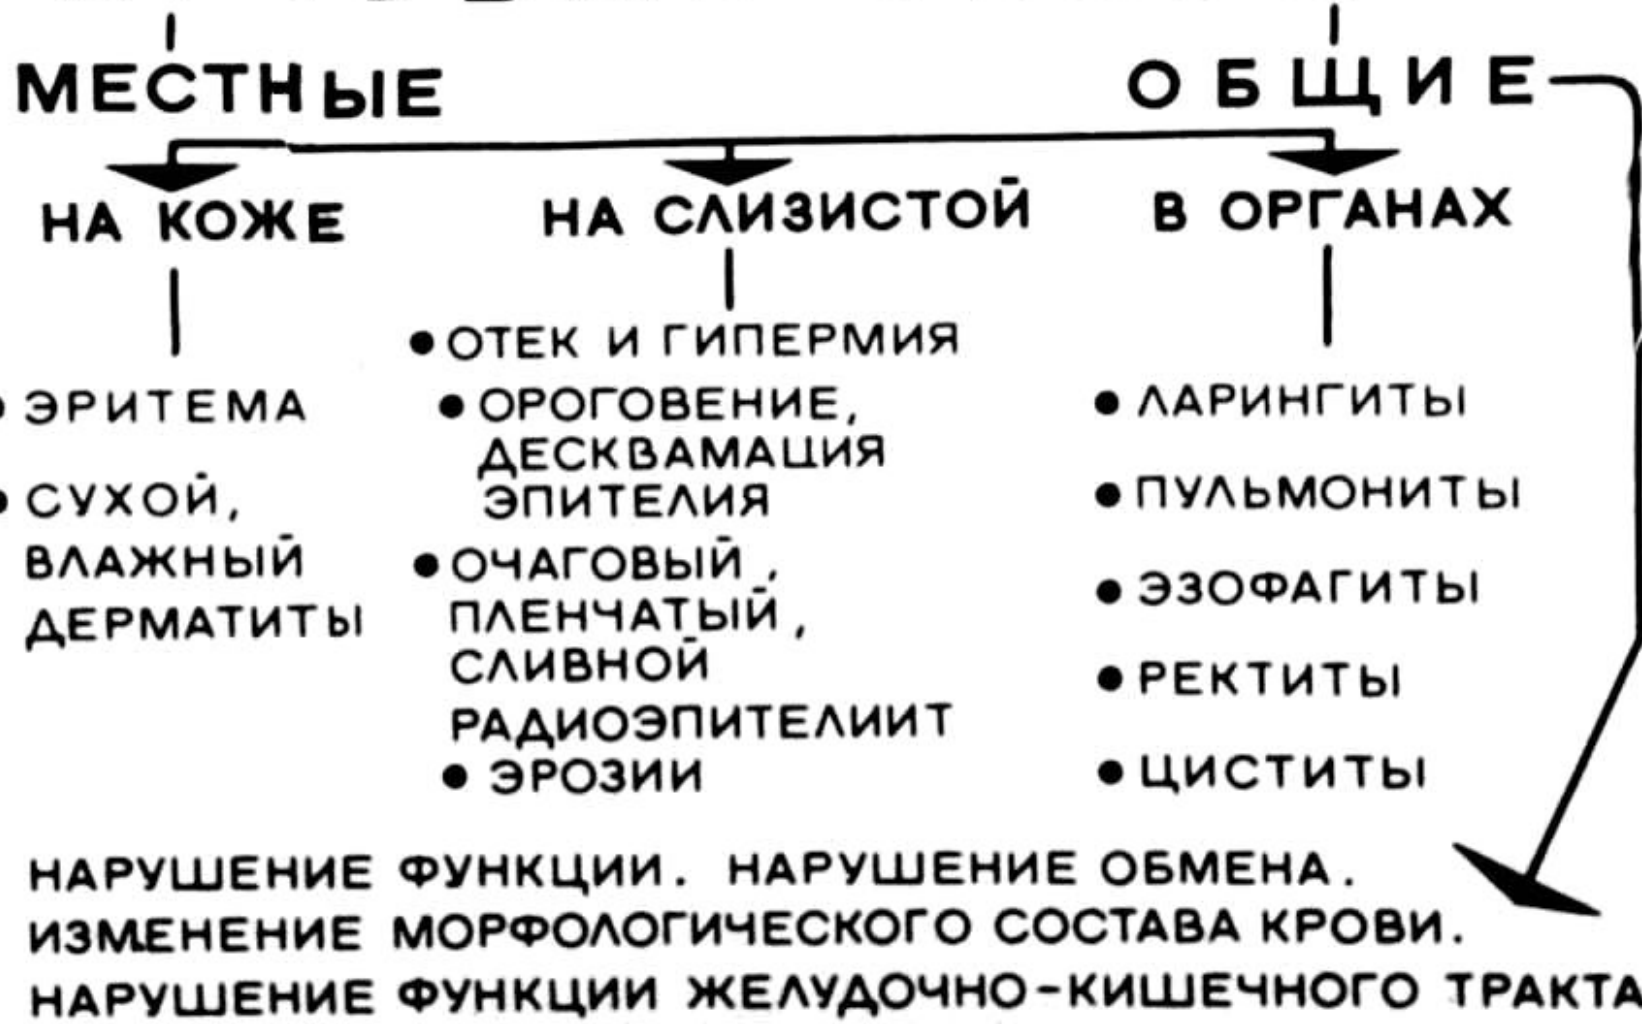 МЕСТНЫЕ
ОБЩИЕ
НА КОЖЕ
НА СЛИЗИСТОЙ
В ОРГАНАХ
• ЭРИТЕМА
• СУХОЙ,
ВЛАЖНЫЙ
ДЕРМАТИТЫ
• ОТЕК И ГИПЕРМИЯ
• ОРОГОВЕНИЕ,
ДЕСКВАМАЦИЯ
ЭПИТЕЛИЯ
• ОЧАГОВЫЙ,
ПЛЕНЧАТЫЙ,
СЛИВНОЙ
РАДИОЭПИТЕЛИИТ
• ЭРОЗИИ
• ЛАРИНГИТЫ
• ПУЛЬМОНИТЫ
• ЭЗОФАГИТЫ
• РЕКТИТЫ
• ЦИСТИТЫ
НАРУШЕНИЕ ФУНКЦИИ. НАРУШЕНИЕ ОБМЕНА.
ИЗМЕНЕНИЕ МОРФОЛОГИЧЕСКОГО СОСТАВА КРОВИ.
НАРУШЕНИЕ ФУНКЦИИ ЖЕЛУДОЧНО-КИШЕЧНОГО ТРАКТА